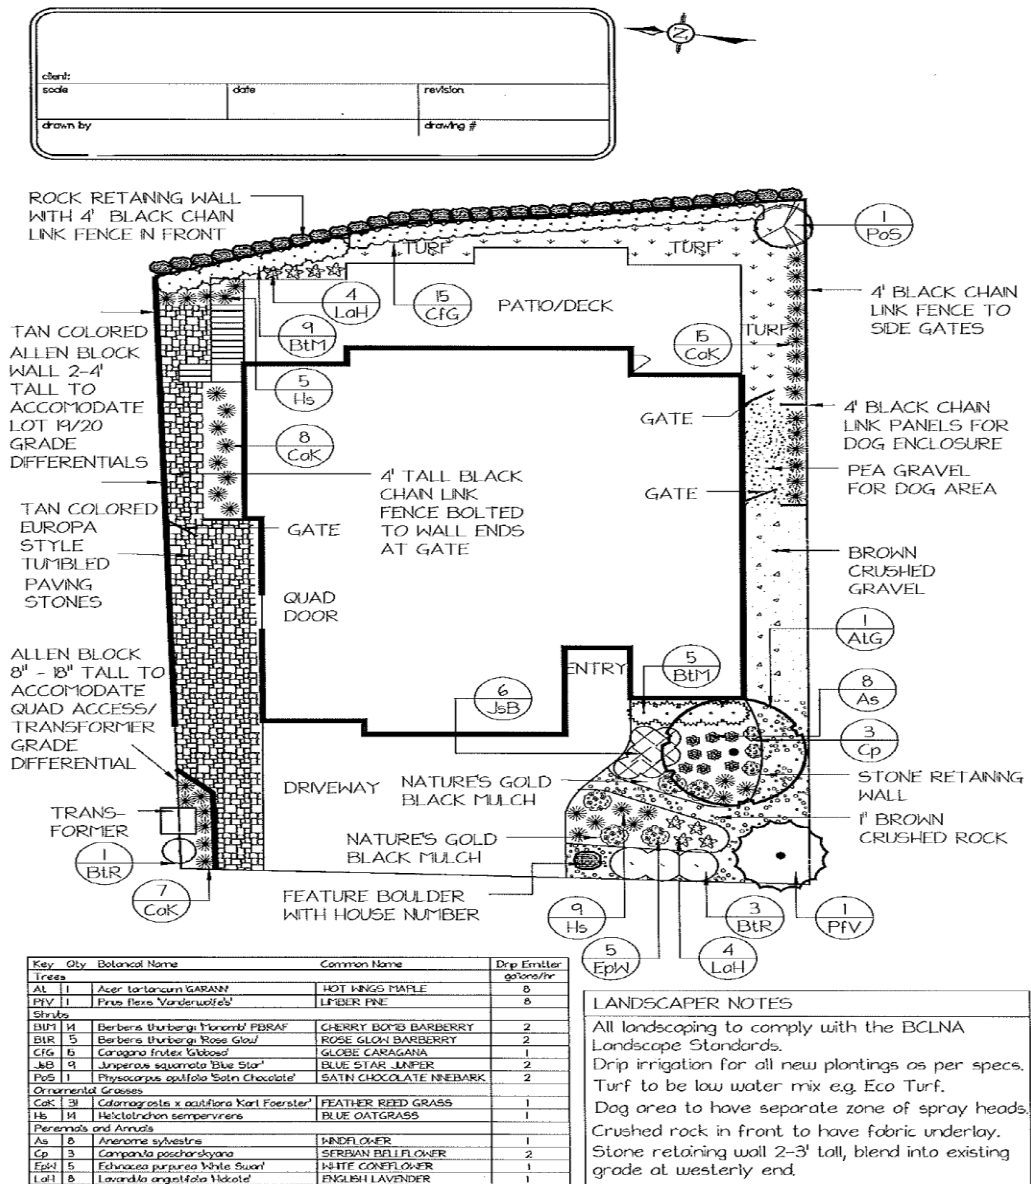 client:
scale date revision
drawn by drawing #
N
ROCK RETAINNG WALL
WITH 4' BLACK CHAIN
LINK FENCE IN FRONT
1
PoS
TURF
TURF
4
LaH
15
CfG
PATIO/DECK
4' BLACK CHAIN
LINK FENCE TO
SIDE GATES
TAN COLORED
ALLEN BLOCK
WALL 2-4'
TALL TO
ACCOMODATE
LOT 19/20
GRADE
DIFFERENTIALS
9
BtM
TURF
15
CaK
5
Hs
GATE
4' BLACK CHAIN
LINK PANELS FOR
DOG ENCLOSURE
8
CaK
4' TALL BLACK
CHAIN LINK
FENCE BOLTED
TO WALL ENDS
AT GATE
PEA GRAVEL
FOR DOG AREA
GATE
TAN COLORED
EUROPA
STYLE
TUMBLED
PAVING
STONES
GATE
BROWN
CRUSHED
GRAVEL
QUAD
DOOR
1
AtG
ALLEN BLOCK
8" - 18" TALL TO
ACCOMODATE
QUAD ACCESS/
TRANSFORMER
GRADE
DIFFERENTIAL
ENTRY
5
BtM
6
JsB
8
As
3
Cp
DRIVEWAY
NATURE'S GOLD
BLACK MULCH
STONE RETAINNG
WALL
TRANS-
FORMER
NATURE'S GOLD
BLACK MULCH
1" BROWN
CRUSHED ROCK
1
BtR
7
CaK
FEATURE BOULDER
WITH HOUSE NUMBER
9
Hs
5
EpW
4
LaH
3
BtR
1
PfV
Key Qty Botanical Name Common Name Drip Emitter
Trees gallons/hr
At 1 Acer tartaricum 'GARANN' HOT WINGS MAPLE 8
PfV 1 Pinus flexis 'Vanderwolfe's' LIMBER PINE 8
Shrubs
BtM 14 Berberis thunbergi 'Monomb' PBRAF CHERRY BOMB BARBERRY 2
BtR 5 Berberis thunbergi 'Rose Glow' ROSE GLOW BARBERRY 2
CfG 15 Caragana frutex 'Globosa' GLOBE CARAGANA 1
JsB 9 Juniperus squamata 'Blue Star' BLUE STAR JUNIPER 2
PoS 1 Physocarpus opulifolia 'Satin Chocolate' SATIN CHOCOLATE NINEBARK 2
Ornamental Grasses
CaK 31 Calamagrostis x acutiflora 'Karl Foerster' FEATHER REED GRASS 1
Hs 14 Helictotrichon sempervirens BLUE OATGRASS 1
Perennials and Annuals
As 8 Anenome sylvestris WINDFLOWER 1
Cp 3 Campanula poscharskyana SERBIAN BELLFLOWER 2
EpW 5 Echinacea purpurea 'White Swan' WHITE CONEFLOWER 1
LaH 8 Lavandula angustifolia 'Hidcote' ENGLISH LAVENDER 1
LANDSCAPER NOTES
All landscaping to comply with the BCLNA
Landscape Standards.
Drip irrigation for all new plantings as per specs.
Turf to be low water mix e.g. Eco Turf.
Dog area to have separate zone of spray heads.
Crushed rock in front to have fabric underlay.
Stone retaining wall 2-3' tall, blend into existing
grade at westerly end.